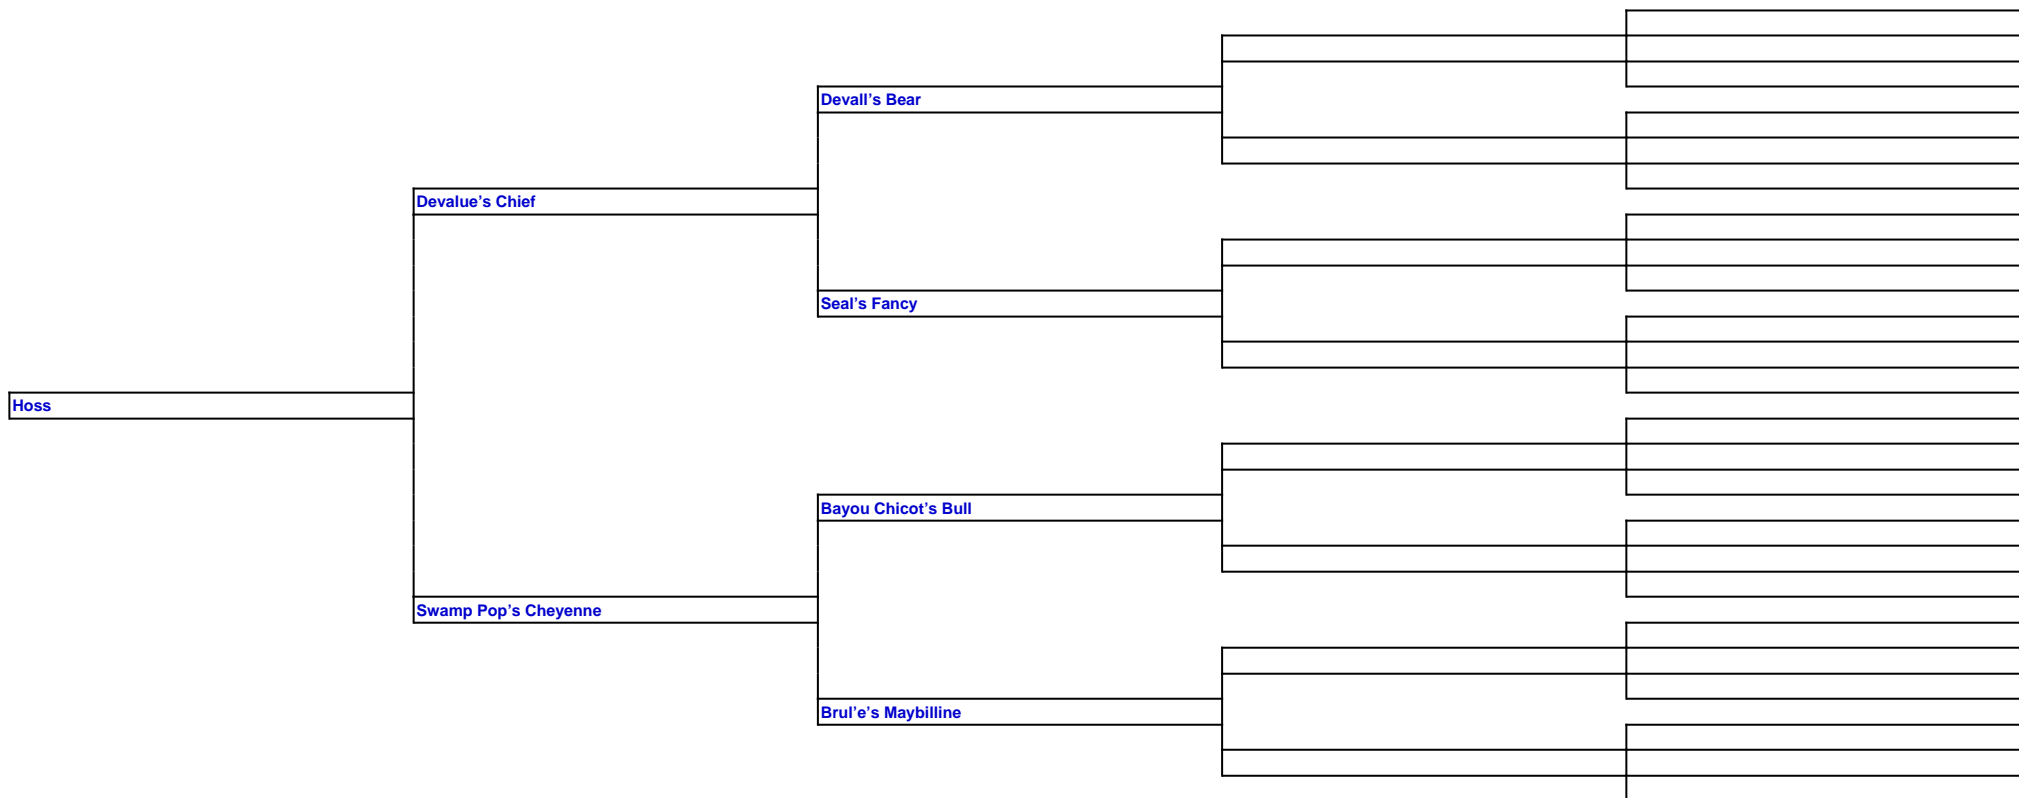 Devall’s Bear
Devalue’s Chief
Seal’s Fancy
Hoss
Bayou Chicot’s Bull
Swamp Pop’s Cheyenne
Brul’e’s Maybilline